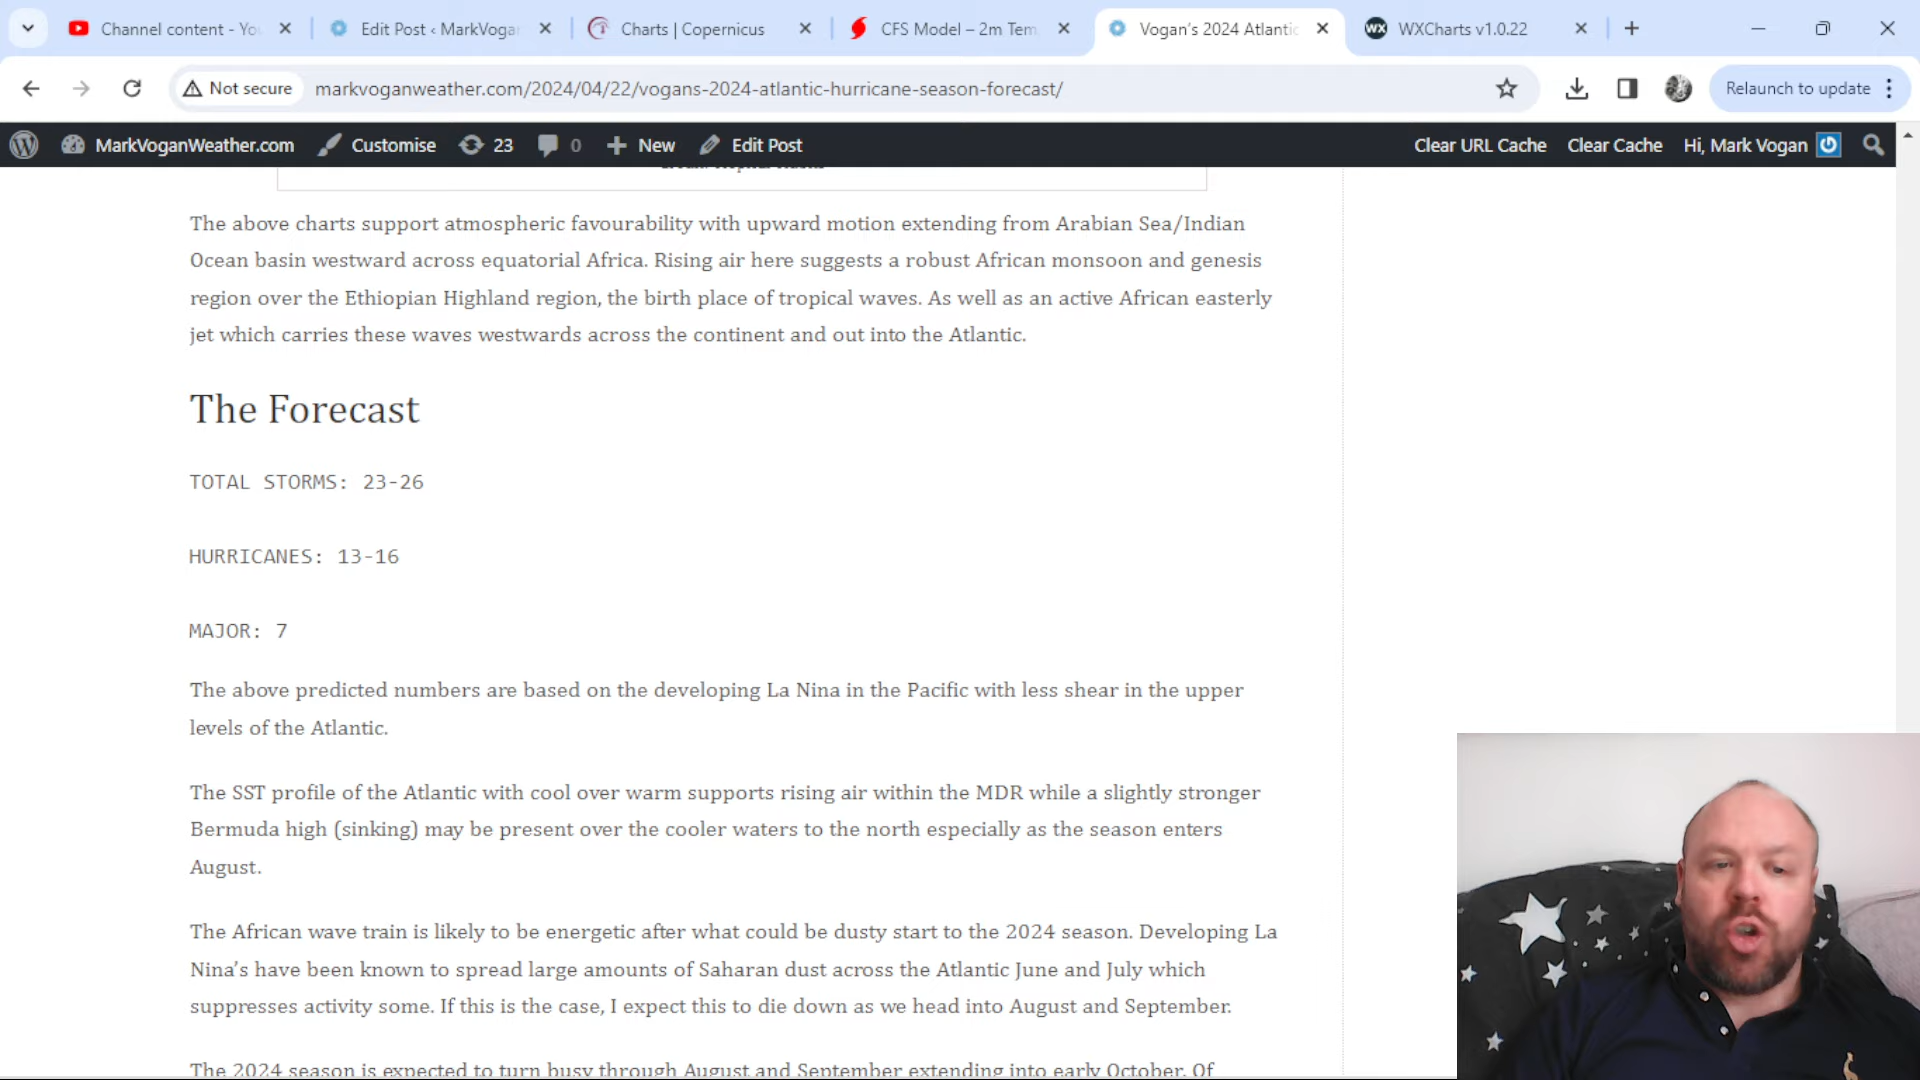 Channel content - Yo
Edit Post ‹ MarkVoga
Charts | Copernicus
CFS Model – 2m Tem
Vogan's 2024 Atlantic
WXCharts v1.0.22
Not secure
markvoganweather.com/2024/04/22/vogans-2024-atlantic-hurricane-season-forecast/
Relaunch to update
MarkVoganWeather.com
Customise
23
0
New
Edit Post
Clear URL Cache
Clear Cache
Hi, Mark Vogan
The above charts support atmospheric favourability with upward motion extending from Arabian Sea/Indian
Ocean basin westward across equatorial Africa. Rising air here suggests a robust African monsoon and genesis
region over the Ethiopian Highland region, the birth place of tropical waves. As well as an active African easterly
jet which carries these waves westwards across the continent and out into the Atlantic.
The Forecast
TOTAL STORMS: 23-26
HURRICANES: 13-16
MAJOR: 7
The above predicted numbers are based on the developing La Nina in the Pacific with less shear in the upper
levels of the Atlantic.
The SST profile of the Atlantic with cool over warm supports rising air within the MDR while a slightly stronger
Bermuda high (sinking) may be present over the cooler waters to the north especially as the season enters
August.
The African wave train is likely to be energetic after what could be dusty start to the 2024 season. Developing La
Nina's have been known to spread large amounts of Saharan dust across the Atlantic June and July which
suppresses activity some. If this is the case, I expect this to die down as we head into August and September.
The 2024 season is expected to turn busy through August and September extending into early October. Of